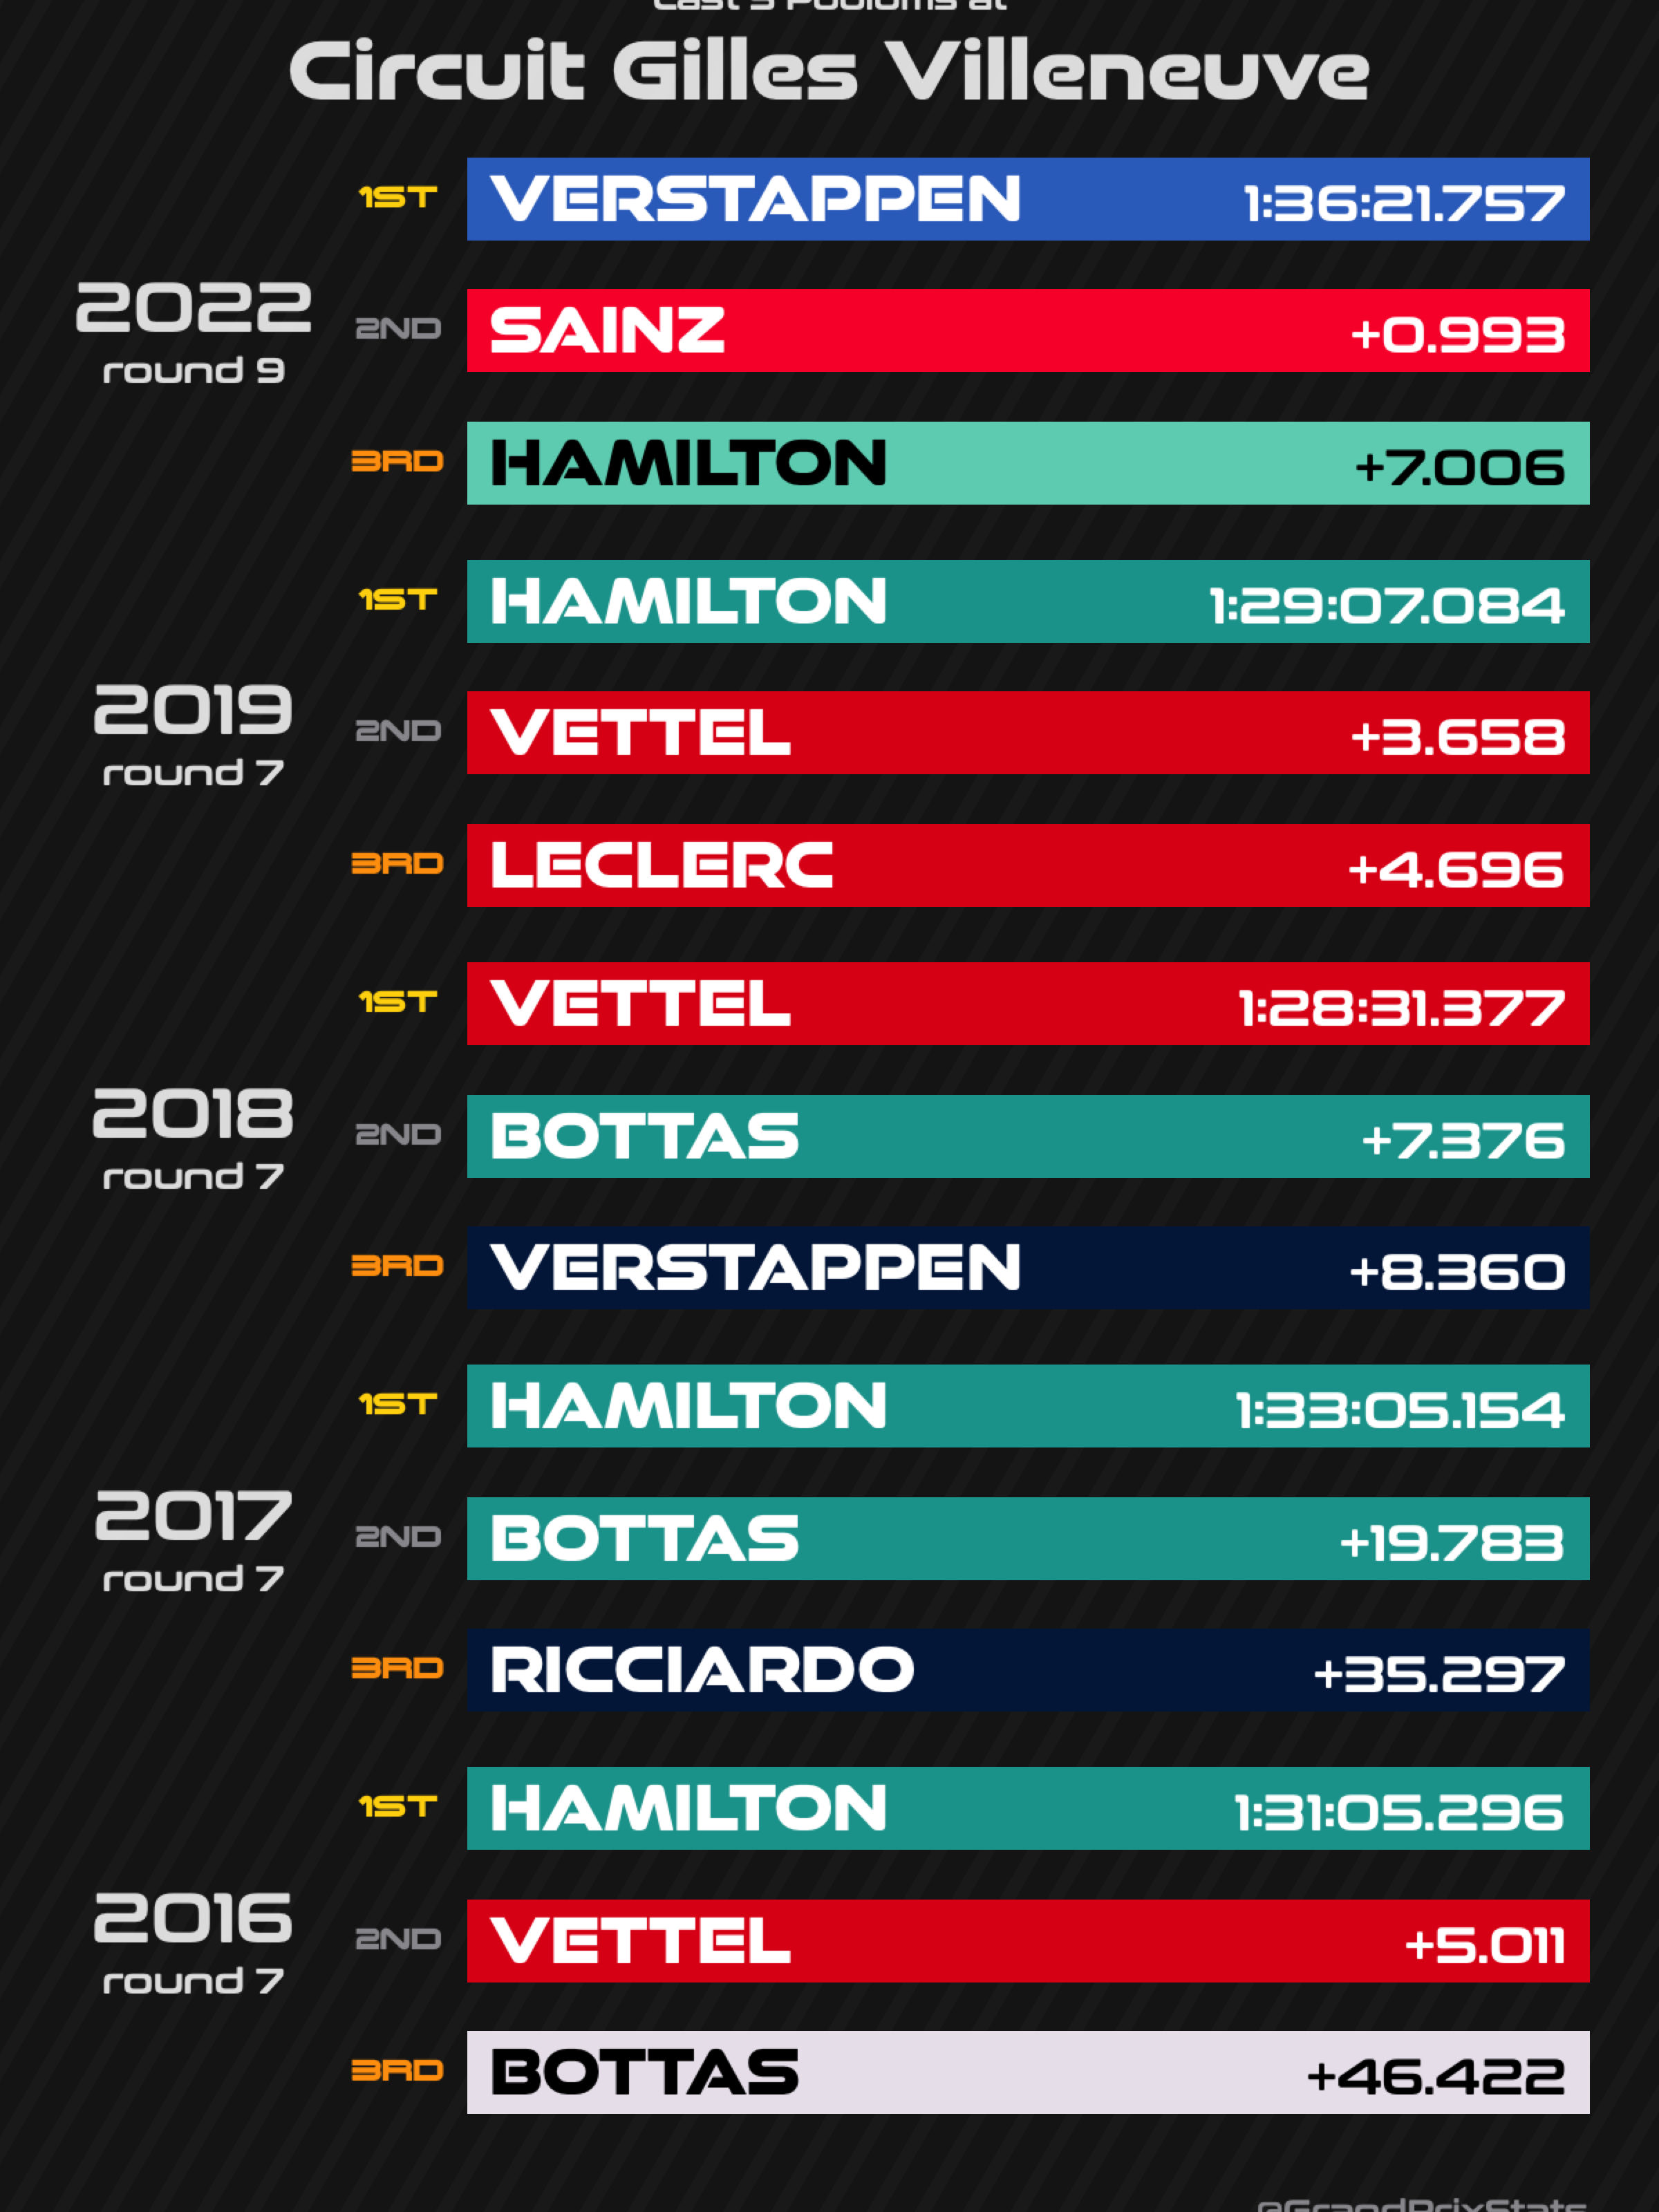 Last 5 Podiums at
Circuit Gilles Villeneuve
1ST VERSTAPPEN 1:36:21.757
2022
round 9
2ND SAINZ +0.993
3RD HAMILTON +7.006
1ST HAMILTON 1:29:07.084
2019
round 7
2ND VETTEL +3.658
3RD LECLERC +4.696
1ST VETTEL 1:28:31.377
2018
round 7
2ND BOTTAS +7.376
3RD VERSTAPPEN +8.360
1ST HAMILTON 1:33:05.154
2017
round 7
2ND BOTTAS +19.783
3RD RICCIARDO +35.297
1ST HAMILTON 1:31:05.296
2016
round 7
2ND VETTEL +5.011
3RD BOTTAS +46.422
@GrandPrixStats